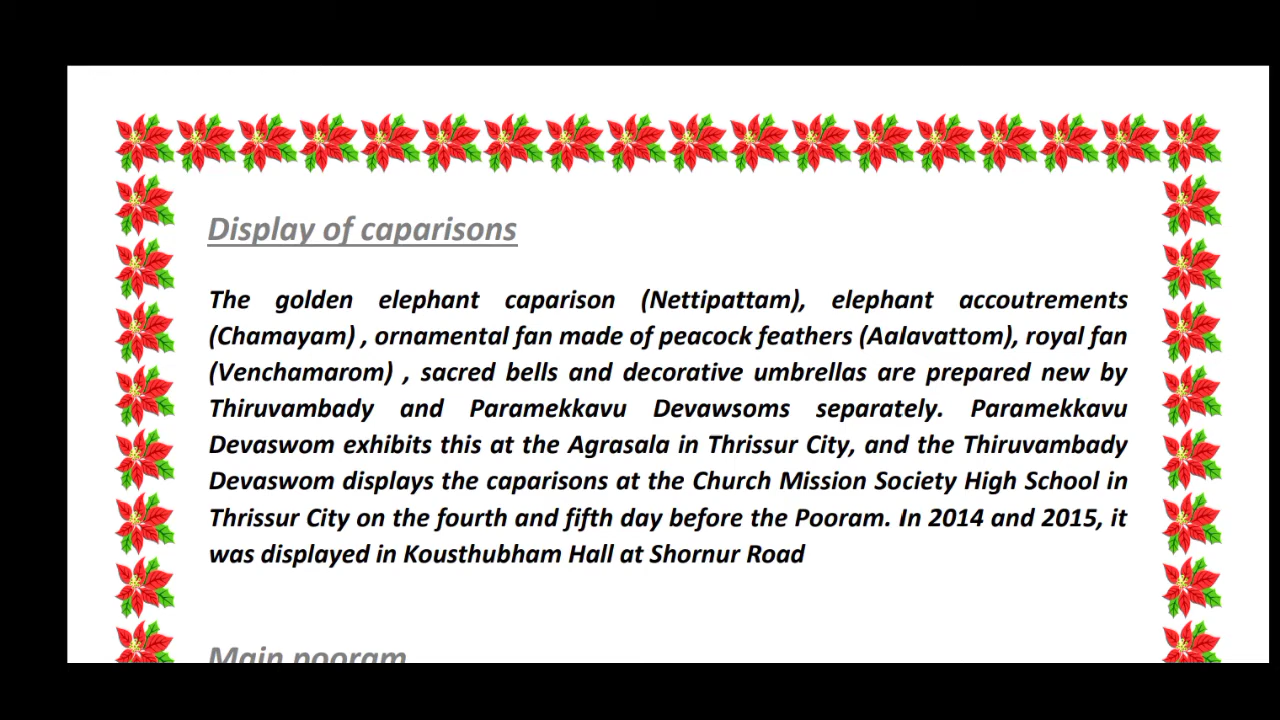 Display of caparisons
The golden elephant caparison (Nettipattam), elephant accoutrements
(Chamayam) , ornamental fan made of peacock feathers (Aalavattom), royal fan
(Venchamarom) , sacred bells and decorative umbrellas are prepared new by
Thiruvambady and Paramekkavu Devawsoms separately. Paramekkavu
Devaswom exhibits this at the Agrasala in Thrissur City, and the Thiruvambady
Devaswom displays the caparisons at the Church Mission Society High School in
Thrissur City on the fourth and fifth day before the Pooram. In 2014 and 2015, it
was displayed in Kousthubham Hall at Shornur Road
Main pooram